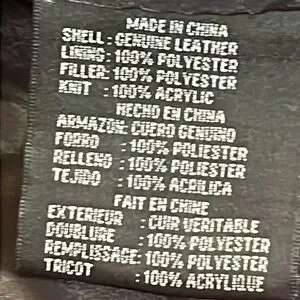 MADE IN CHINA
SHELL : GENUINE LEATHER
LINING : 100% POLYESTER
FILLER: 100% POLYESTER
KNIT : 100% ACRYLIC
HECHO EN CHINA
ARMAZON: CUERO GENUINO
FORRO : 100% POLIESTER
RELLENO : 100% POLIESTER
TEJIDO : 100% ACRILICA
FAIT EN CHINE
EXTERIEUR : CUIR VERITABLE
DOUBLURE : 100% POLYESTER
REMPLISSAGE: 100% POLYESTER
TRICOT : 100% ACRYLIQUE